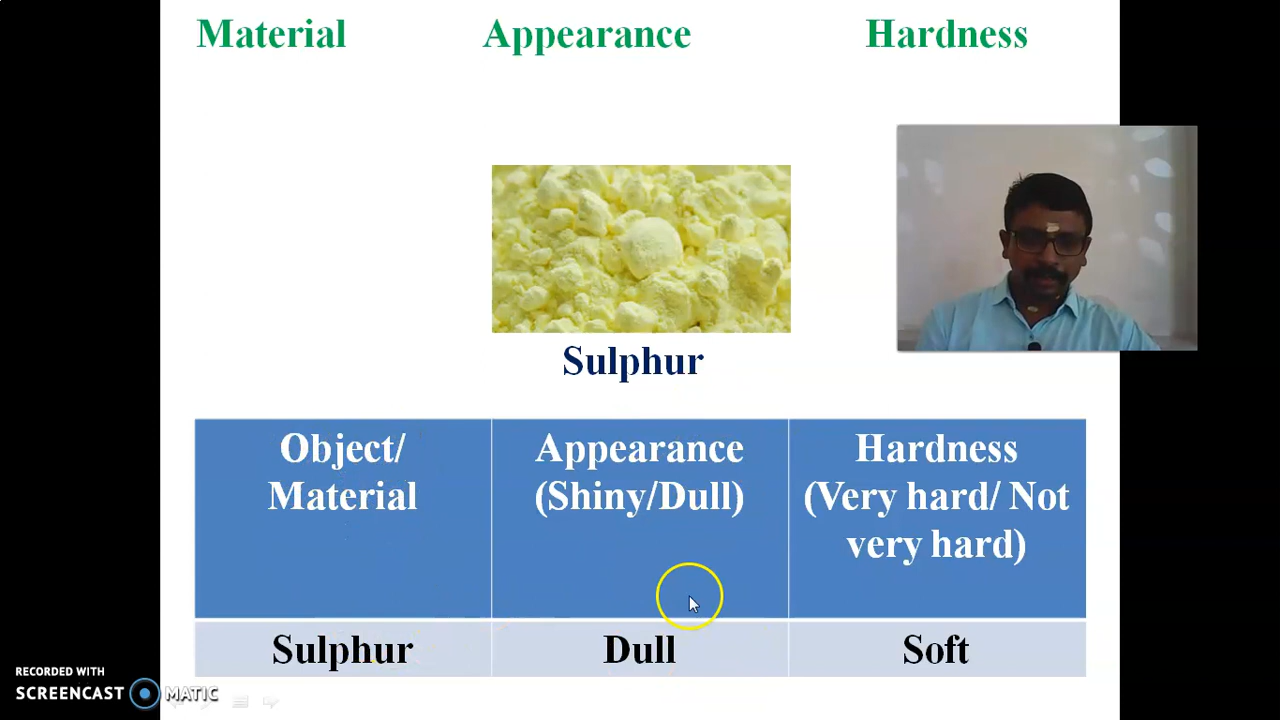 Material Appearance Hardness
Sulphur
Object/
Material
Appearance
(Shiny/Dull)
Hardness
(Very hard/ Not
very hard)
Sulphur Dull Soft
RECORDED WITH
SCREENCAST MATIC